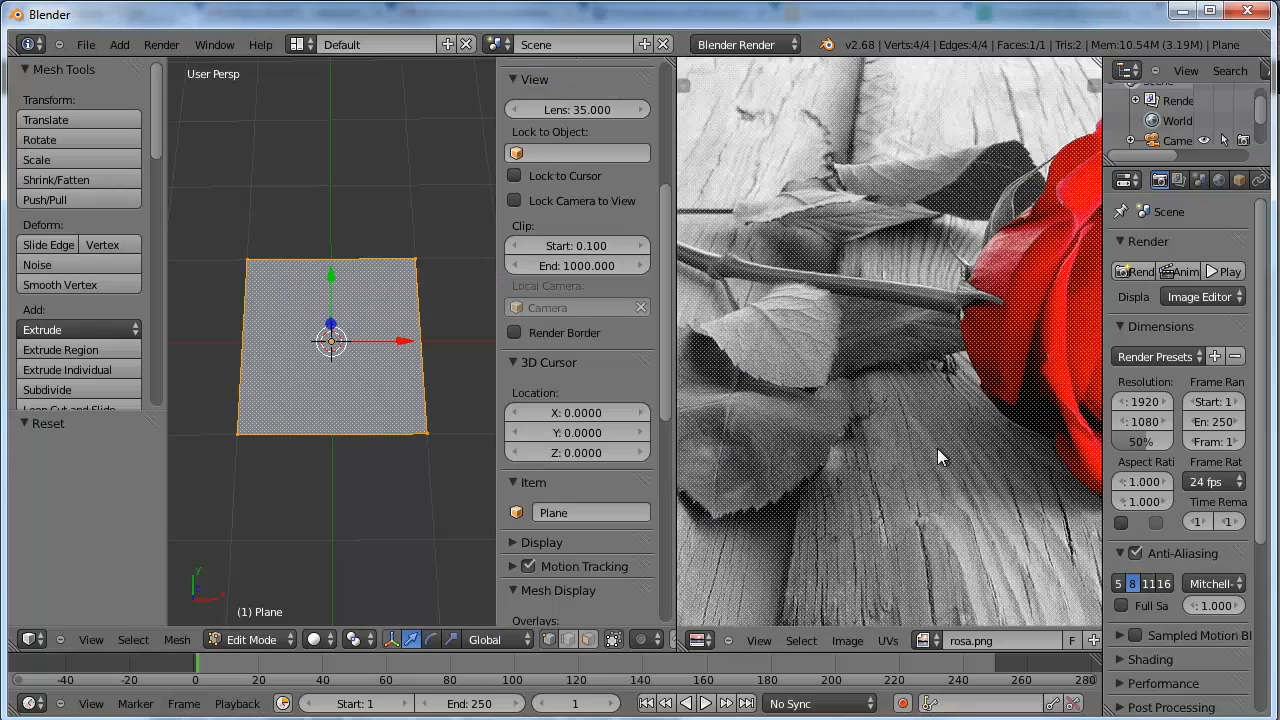 Blender
File Add Render Window Help Default Scene Blender Render v2.68 | Verts:4/4 | Edges:4/4 | Faces:1/1 | Tris:2 | Mem:10.54M (3.19M) | Plane
Mesh Tools
Transform:
Translate
Rotate
Scale
Shrink/Fatten
Push/Pull
Deform:
Slide Edge Vertex
Noise
Smooth Vertex
Add:
Extrude
Extrude Region
Extrude Individual
Subdivide
Loop Cut and Slide
Reset
User Persp
y
x
(1) Plane
View
Lens: 35.000
Lock to Object:
Lock to Cursor
Lock Camera to View
Clip:
Start: 0.100
End: 1000.000
Local Camera:
Camera
Render Border
3D Cursor
Location:
X: 0.0000
Y: 0.0000
Z: 0.0000
Item
Plane
Display
Motion Tracking
Mesh Display
Overlays:
View Search
Scene
Rende
World
Came
Scene
Render
Rend Anim Play
Displa Image Editor
Dimensions
Render Presets
Resolution: Frame Ran
: 1920 Start: 1
: 1080 En: 250
50% Fram: 1
Aspect Rati Frame Rat
: 1.000 24 fps
: 1.000 Time Rema
1 1
Anti-Aliasing
5 8 11 16 Mitchell-
Full Sa : 1.000
Sampled Motion Bl
Shading
Performance
Post Processing
View Select Mesh Edit Mode Global
View Select Image UVs rosa.png F
-40 -20 0 20 40 60 80 100 120 140 160 180 200 220 240 260 280
View Marker Frame Playback Start: 1 End: 250 1 No Sync